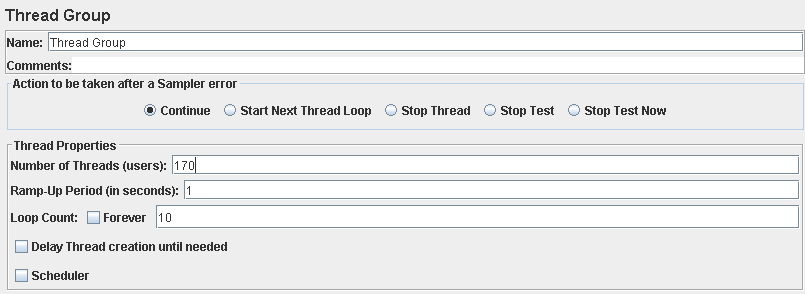 Thread Group
Name: Thread Group
Comments:
Action to be taken after a Sampler error
Continue Start Next Thread Loop Stop Thread Stop Test Stop Test Now
Thread Properties
Number of Threads (users): 170
Ramp-Up Period (in seconds): 1
Loop Count: Forever 10
Delay Thread creation until needed
Scheduler